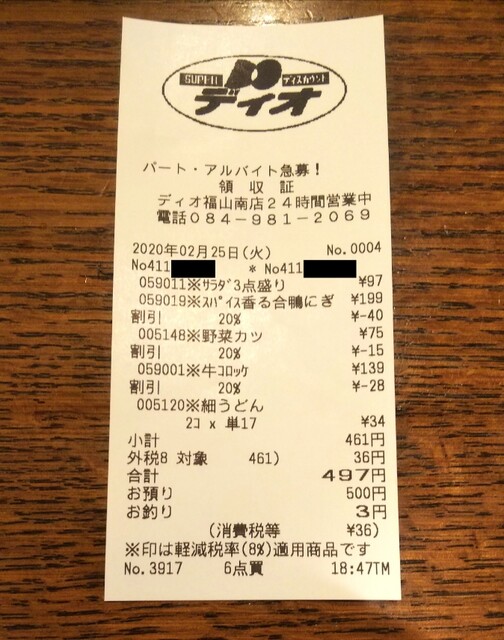 SUPER
ディスカウント
ディオ
パート・アルバイト急募!
領収証
ディオ福山南店24時間営業中
電話084-981-2069
2020年02月25日(火) No.0004
No411 * No411
059011※ｻﾗﾀﾞ3点盛り ¥97
059019※ｽﾊﾟｲｽ香る合鴨にぎ ¥199
割引 20% ¥-40
005148※野菜カツ ¥75
割引 20% ¥-15
059001※牛ｺﾛｯｹ ¥139
割引 20% ¥-28
005120※細うどん
2コ x 単17 ¥34
小計 461円
外税8 対象 461) 36円
合計 497円
お預り 500円
お釣り 3円
(消費税等 ¥36)
※印は軽減税率(8%)適用商品です
No.3917 6点買 18:47TM